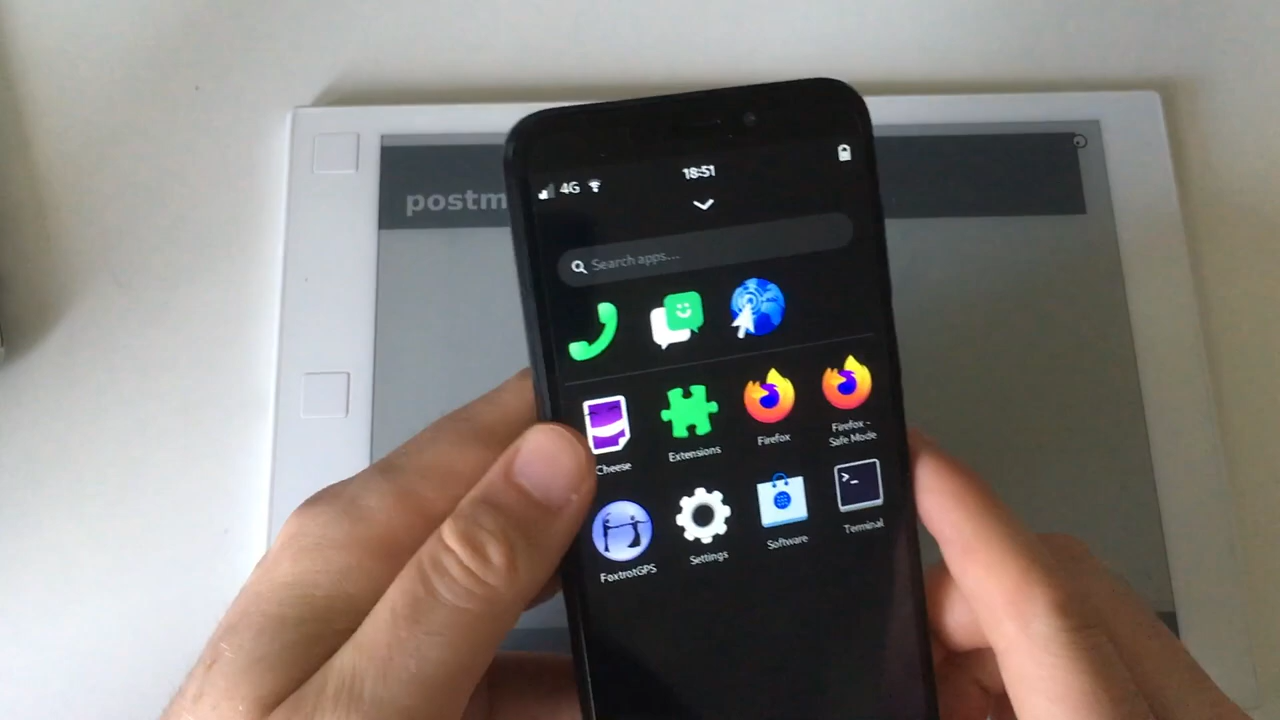 postm
4G
18:51
Search apps...
Cheese
Extensions
Firefox
Firefox -
Safe Mode
FoxtrotGPS
Settings
Software
>_
Terminal